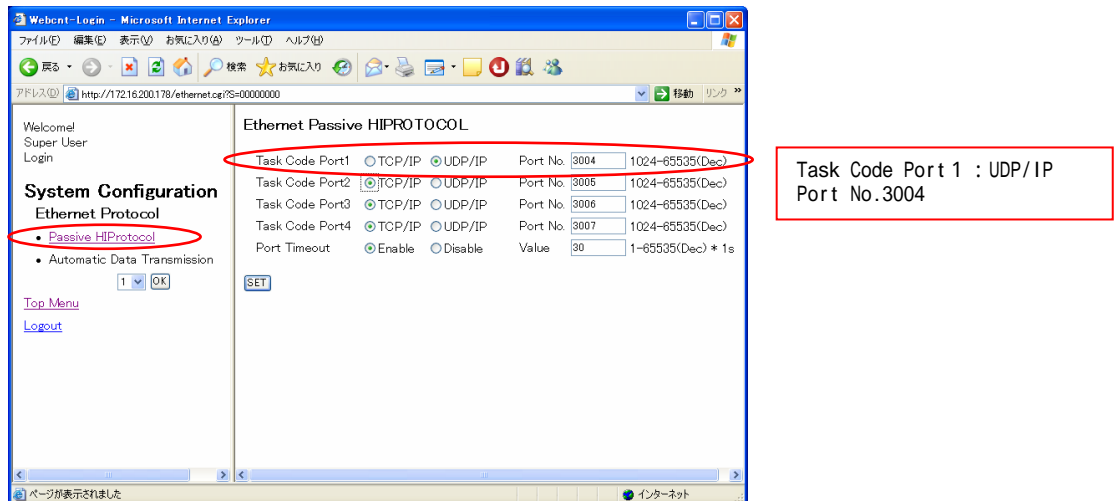 Webcnt-Login - Microsoft Internet Explorer
ファイル(F) 編集(E) 表示(V) お気に入り(A) ツール(T) ヘルプ(H)
戻る 検索 お気に入り
アドレス(D) http://172.16.200.178/ethernet.cgi?S=00000000 移動 リンク »
Welcome!
Super User
Login
System Configuration
Ethernet Protocol
• Passive HIProtocol
• Automatic Data Transmission
1 OK
Top Menu
Logout
Ethernet Passive HIPROTOCOL
Task Code Port1 TCP/IP UDP/IP Port No. 3004 1024-65535(Dec)
Task Code Port2 TCP/IP UDP/IP Port No. 3005 1024-65535(Dec)
Task Code Port3 TCP/IP UDP/IP Port No. 3006 1024-65535(Dec)
Task Code Port4 TCP/IP UDP/IP Port No. 3007 1024-65535(Dec)
Port Timeout Enable Disable Value 30 1-65535(Dec) * 1s
SET
Task Code Port 1 : UDP/IP
Port No.3004
ページが表示されました インターネット